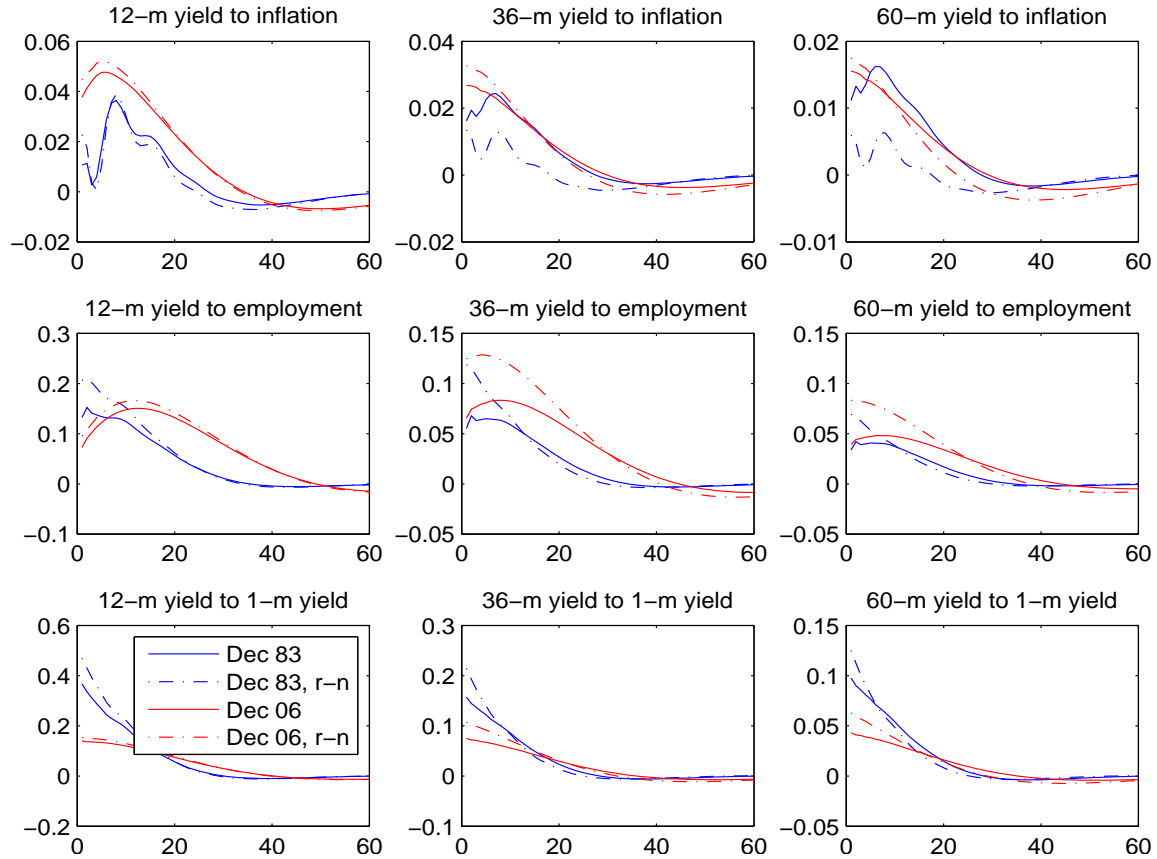 12−m yield to inflation
36−m yield to inflation
60−m yield to inflation
0.06
0.04
0.02
0
−0.02
0 20 40 60
0.04
0.02
0
−0.02
0 20 40 60
0.02
0.01
0
−0.01
0 20 40 60
12−m yield to employment
36−m yield to employment
60−m yield to employment
0.3
0.2
0.1
0
−0.1
0 20 40 60
0.15
0.1
0.05
0
−0.05
0 20 40 60
0.15
0.1
0.05
0
−0.05
0 20 40 60
12−m yield to 1−m yield
36−m yield to 1−m yield
60−m yield to 1−m yield
0.6
0.4
0.2
0
−0.2
0 20 40 60
Dec 83
Dec 83, r−n
Dec 06
Dec 06, r−n
0.3
0.2
0.1
0
−0.1
0 20 40 60
0.15
0.1
0.05
0
−0.05
0 20 40 60